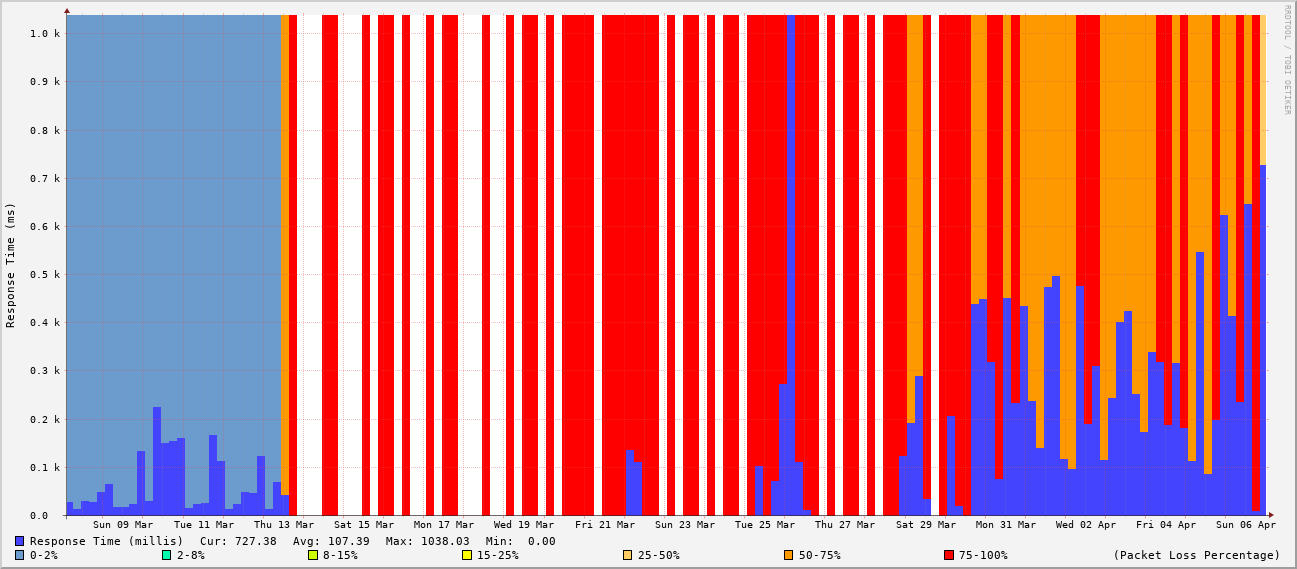 RRDTOOL / TOBI OETIKER
Response Time (ms)
1.0 k
0.9 k
0.8 k
0.7 k
0.6 k
0.5 k
0.4 k
0.3 k
0.2 k
0.1 k
0.0
Sun 09 Mar Tue 11 Mar Thu 13 Mar Sat 15 Mar Mon 17 Mar Wed 19 Mar Fri 21 Mar Sun 23 Mar Tue 25 Mar Thu 27 Mar Sat 29 Mar Mon 31 Mar Wed 02 Apr Fri 04 Apr Sun 06 Apr
Response Time (millis) Cur: 727.38 Avg: 107.39 Max: 1038.03 Min: 0.00
0-2% 2-8% 8-15% 15-25% 25-50% 50-75% 75-100% (Packet Loss Percentage)